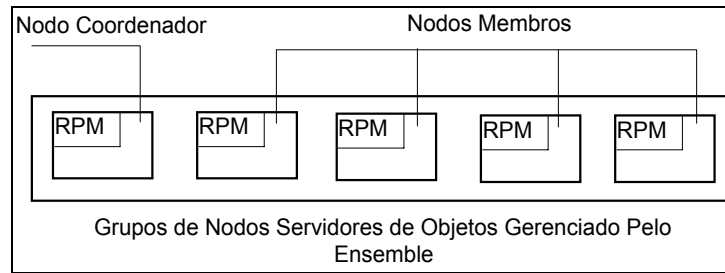 Nodo Coordenador
Nodos Membros
RPM
RPM
RPM
RPM
RPM
Grupos de Nodos Servidores de Objetos Gerenciado Pelo
Ensemble